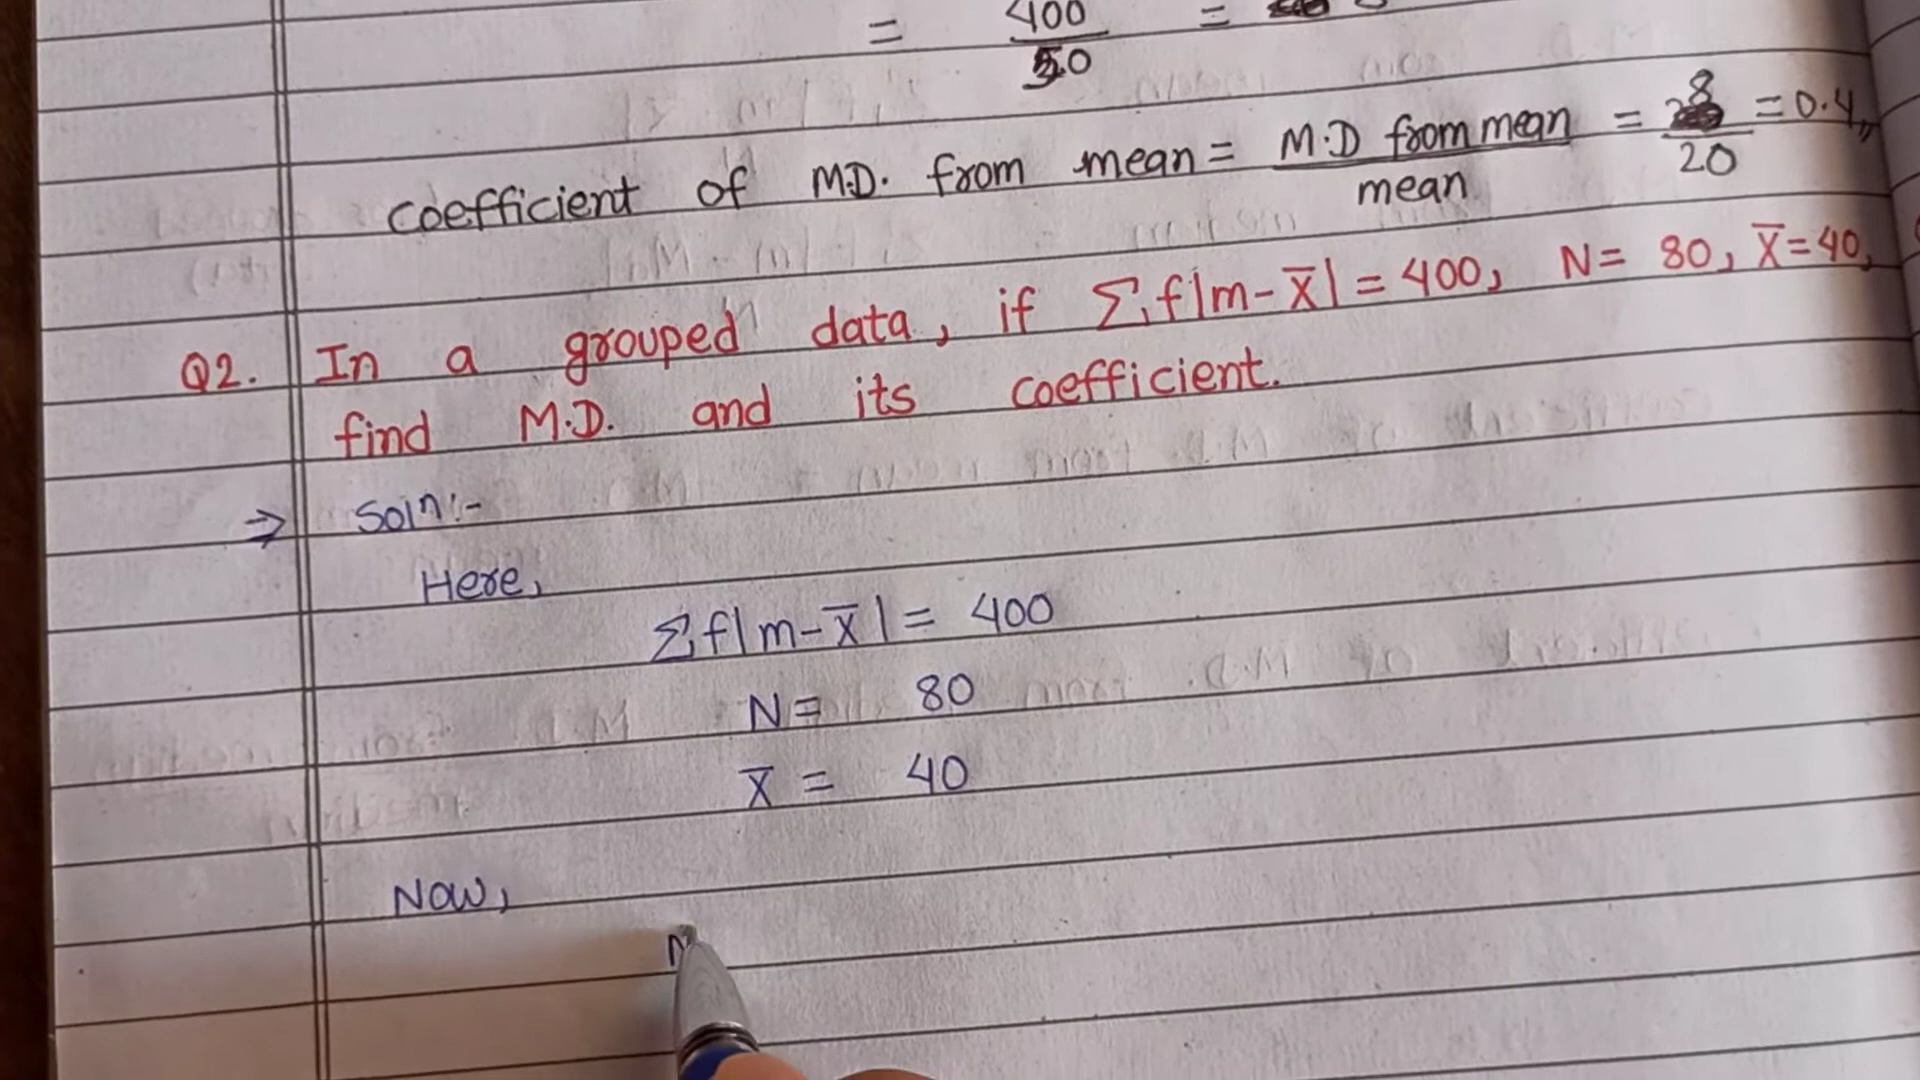 = 400/50 =
coefficient of M.D. from mean = M.D from mean/mean = 8/20 = 0.4
Q2. In a grouped data, if Σf|m-X̅| = 400, N= 80, X̅=40,
find M.D. and its coefficient.
⇒ Soln:-
Here,
Σf|m-X̅|= 400
N= 80
X̅ = 40
Now,